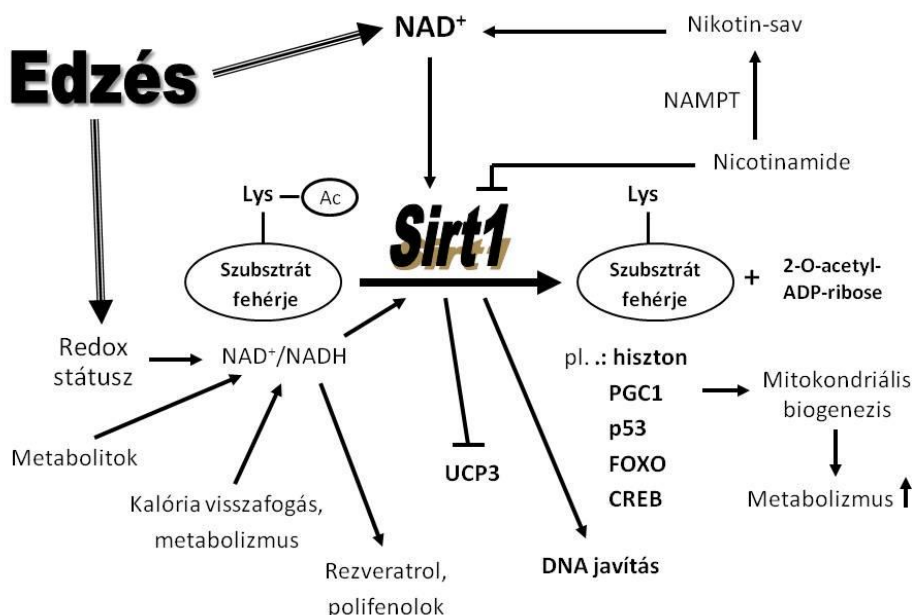 NAD⁺
Nikotin-sav
Edzés
NAMPT
Nicotinamide
Lys
Ac
Sirt1
Lys
Szubsztrát
fehérje
Szubsztrát
fehérje
+
2-O-acetyl-
ADP-ribose
Redox
státusz
NAD⁺/NADH
pl. .: hiszton
PGC1
p53
FOXO
CREB
Mitokondriális
biogenezis
Metabolizmus
Metabolitok
Kalória visszafogás,
metabolizmus
UCP3
Rezveratrol,
polifenolok
DNA javítás